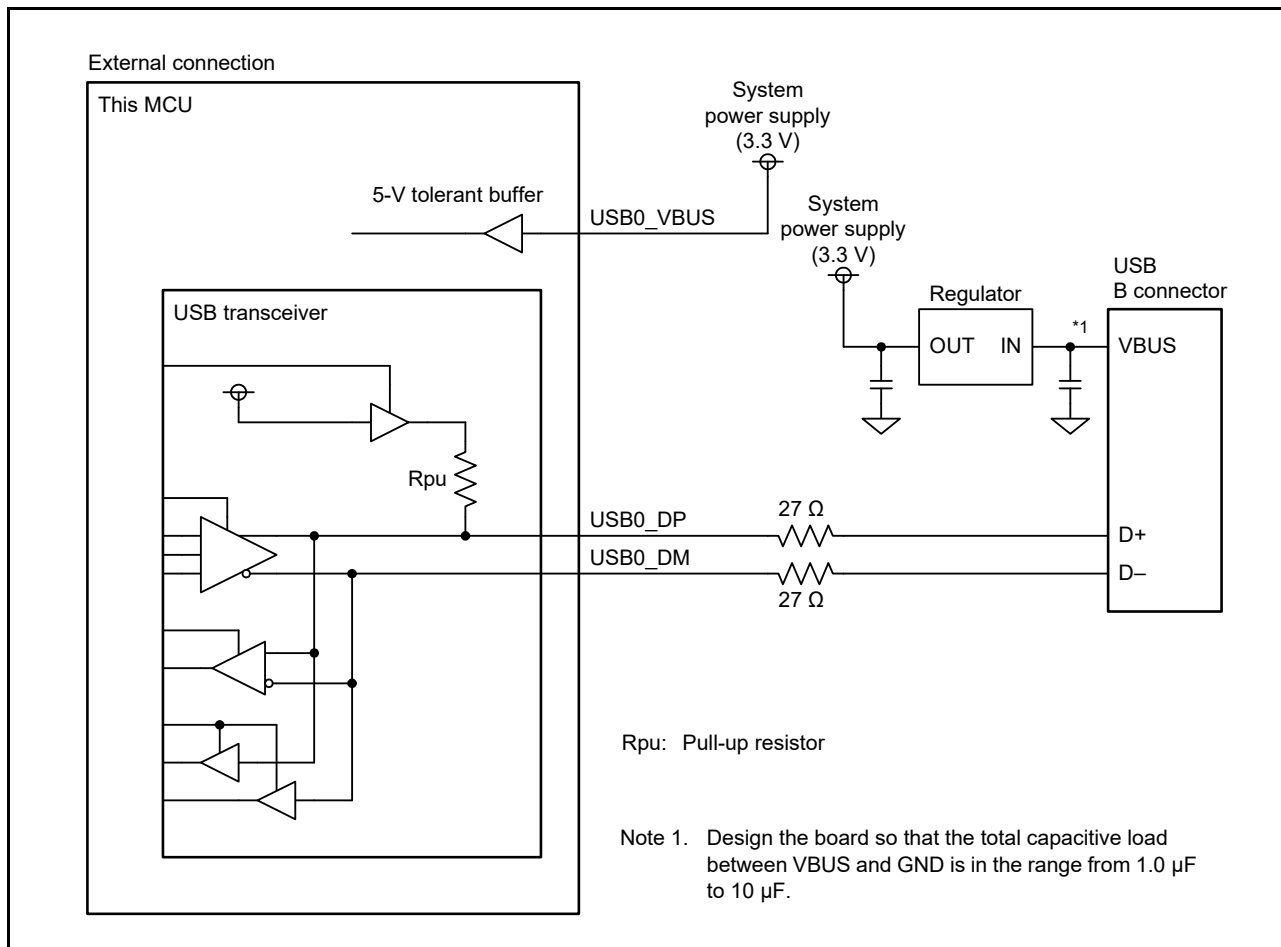 External connection
This MCU
System
power supply
(3.3 V)
5-V tolerant buffer
USB0_VBUS
System
power supply
(3.3 V)
USB
B connector
Regulator
*1
OUT IN
VBUS
USB transceiver
Rpu
27 Ω
USB0_DP
D+
USB0_DM
D–
27 Ω
Rpu: Pull-up resistor
Note 1. Design the board so that the total capacitive load
between VBUS and GND is in the range from 1.0 µF
to 10 µF.